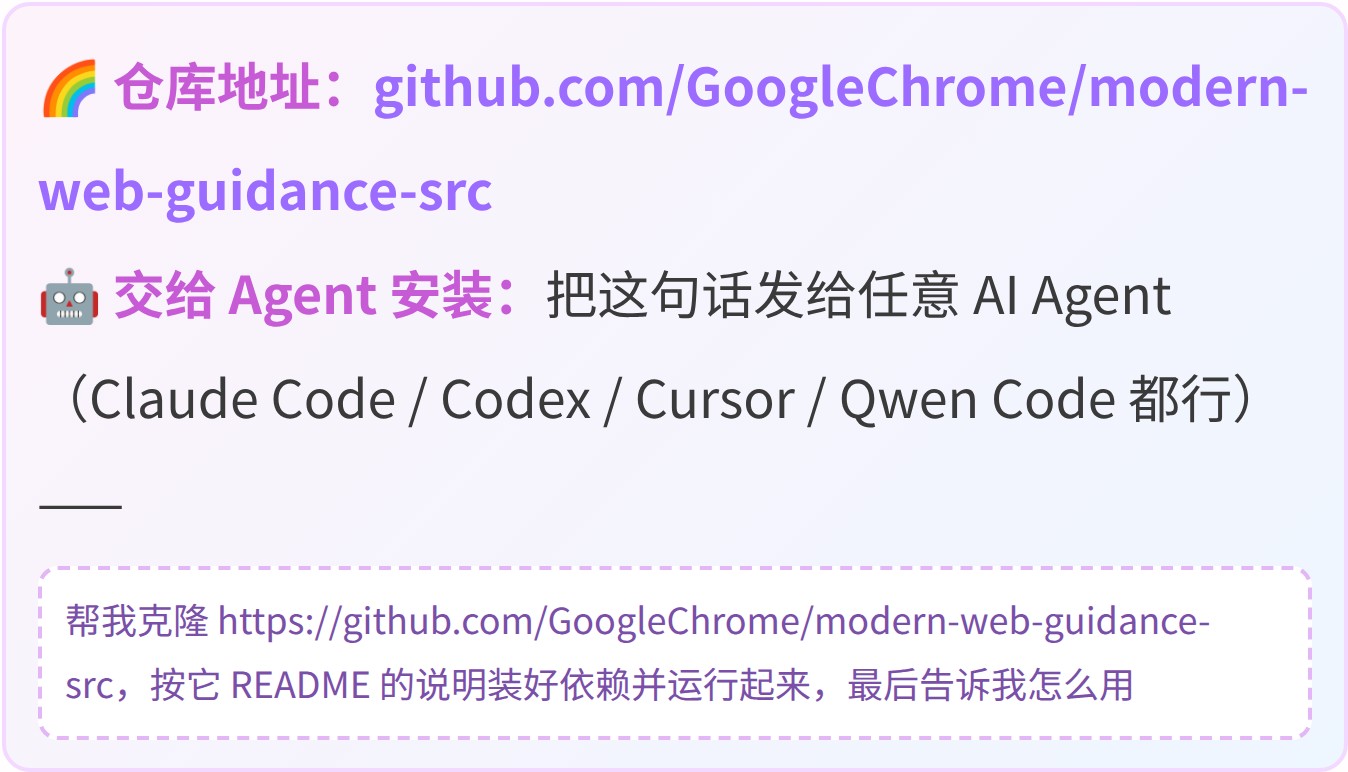 🌈 仓库地址：github.com/GoogleChrome/modern-
web-guidance-src
🤖 交给 Agent 安装：把这句话发给任意 AI Agent
（Claude Code / Codex / Cursor / Qwen Code 都行）
——
帮我克隆 https://github.com/GoogleChrome/modern-web-guidance-
src，按它 README 的说明装好依赖并运行起来，最后告诉我怎么用